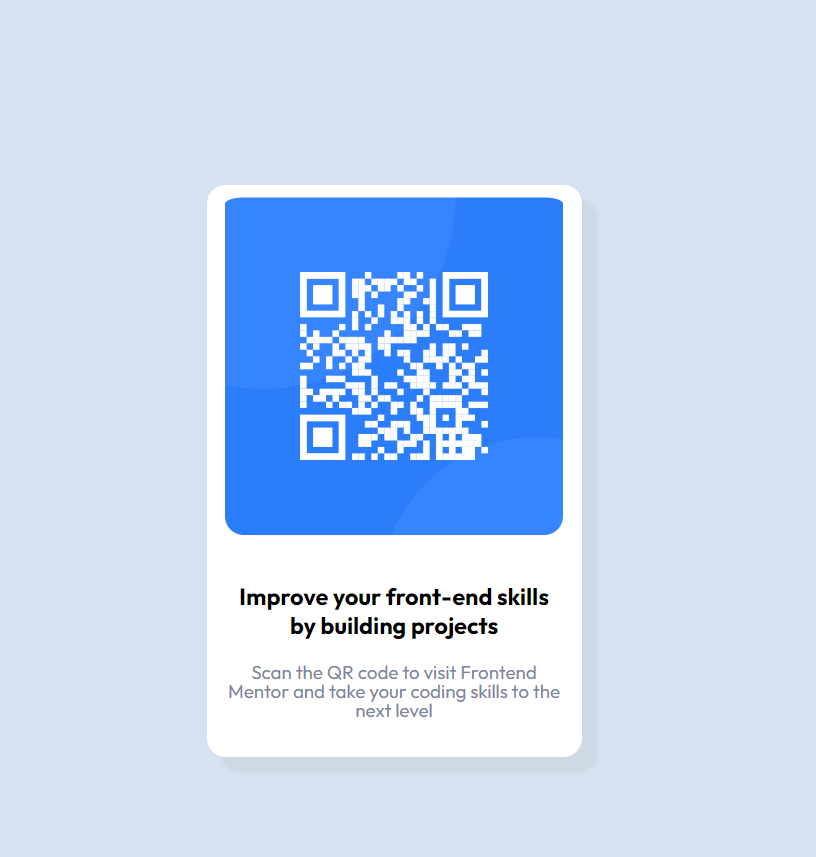 Improve your front-end skills
by building projects
Scan the QR code to visit Frontend
Mentor and take your coding skills to the
next level